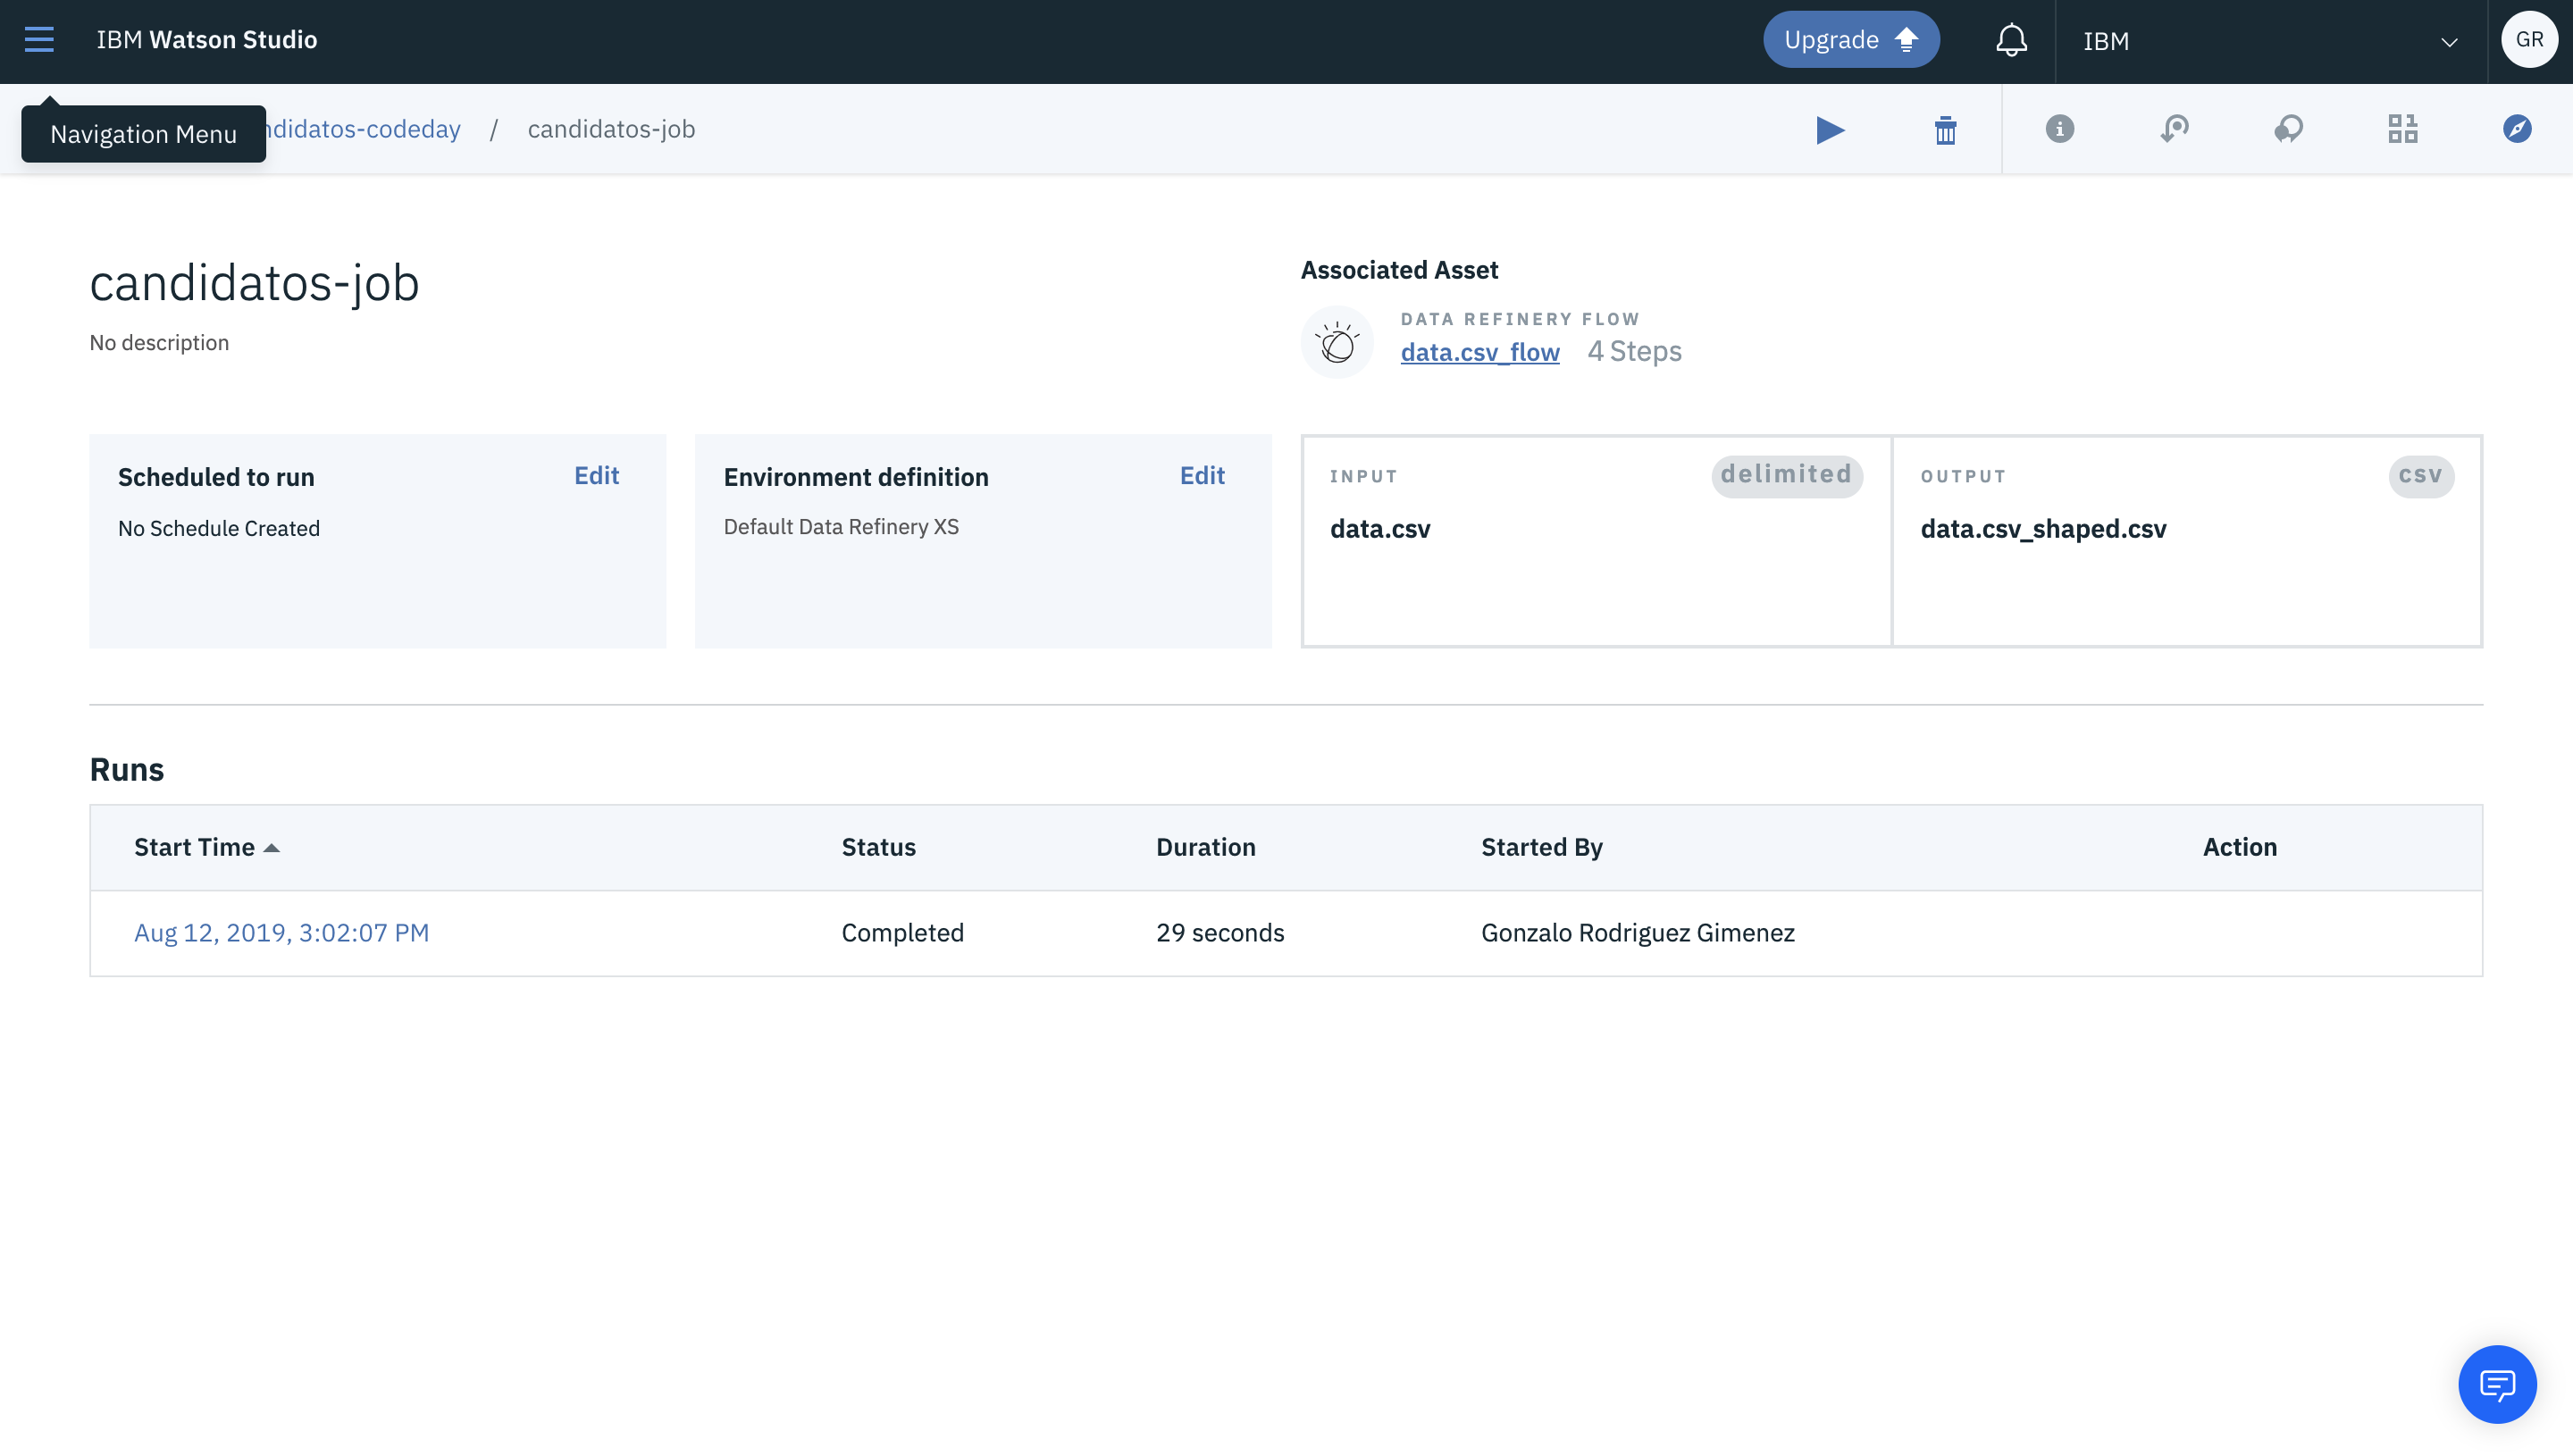 IBM Watson Studio
Upgrade
IBM
GR
Navigation Menu
ndidatos-codeday / candidatos-job
candidatos-job
No description
Associated Asset
DATA REFINERY FLOW
data.csv_flow 4 Steps
Scheduled to run
Edit
No Schedule Created
Environment definition
Edit
Default Data Refinery XS
INPUT
delimited
data.csv
OUTPUT
csv
data.csv_shaped.csv
Runs
Start Time Status Duration Started By Action
Aug 12, 2019, 3:02:07 PM Completed 29 seconds Gonzalo Rodriguez Gimenez